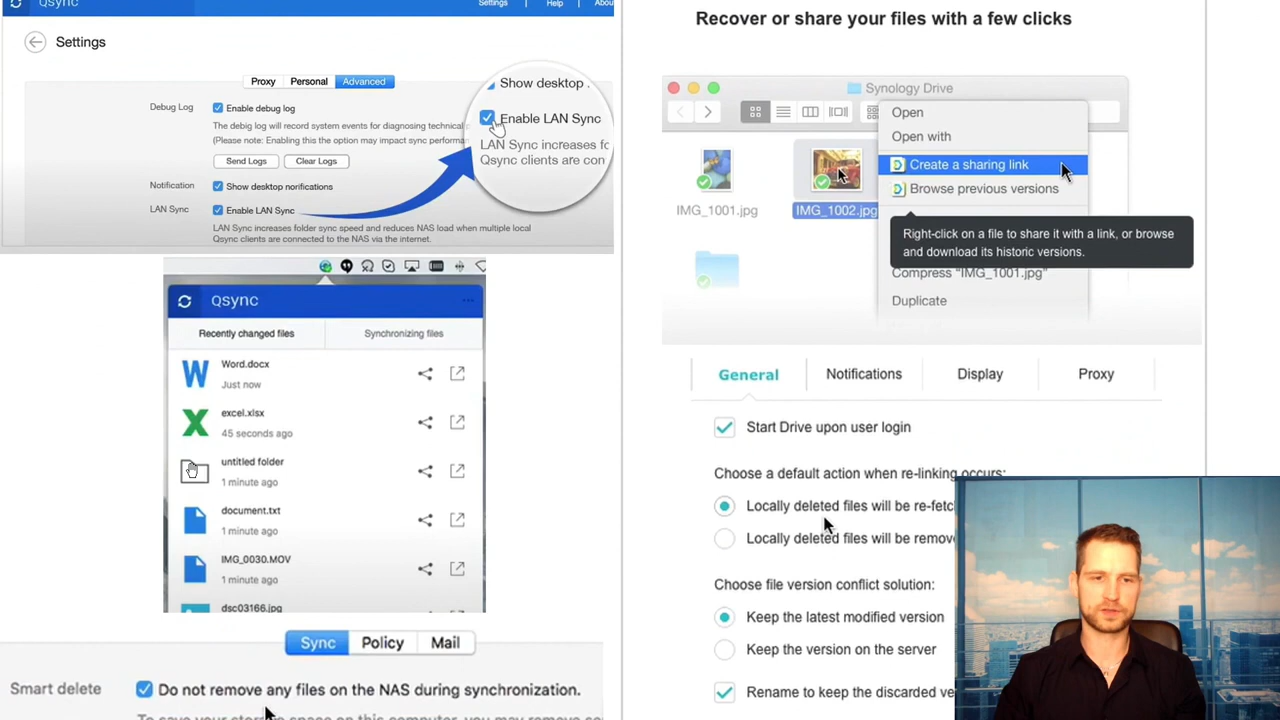 Qsync
Settings
Help
Settings
Proxy
Personal
Advanced
Show desktop
Debug Log
Enable debug log
Enable LAN Sync
The debig log will record system events for diagnosing technical
(Please note: Enabling this the option may impact sync performa
LAN Sync increases
Qsync clients are con
Send Logs
Clear Logs
Notification
Show desktop norifications
LAN Sync
Enable LAN Sync
LAN Sync increases folder sync speed and reduces NAS load when multiple local
Qsync clients are connected to the NAS via the internet.
Qsync
Recently changed files
Synchronizing files
Word.docx
Just now
excel.xlsx
45 seconds ago
untitled folder
1 minute ago
document.txt
1 minute ago
IMG_0030.MOV
1 minute ago
dsc03166.jpg
Sync
Policy
Mail
Smart delete
Do not remove any files on the NAS during synchronization.
Recover or share your files with a few clicks
Synology Drive
Open
Open with
Create a sharing link
Browse previous versions
IMG_1001.jpg
IMG_1002.jpg
Right-click on a file to share it with a link, or browse
and download its historic versions.
Compress "IMG_1001.jpg"
Duplicate
General
Notifications
Display
Proxy
Start Drive upon user login
Choose a default action when re-linking occurs:
Locally deleted files will be re-fetc
Locally deleted files will be remov
Choose file version conflict solution:
Keep the latest modified version
Keep the version on the server
Rename to keep the discarded ve